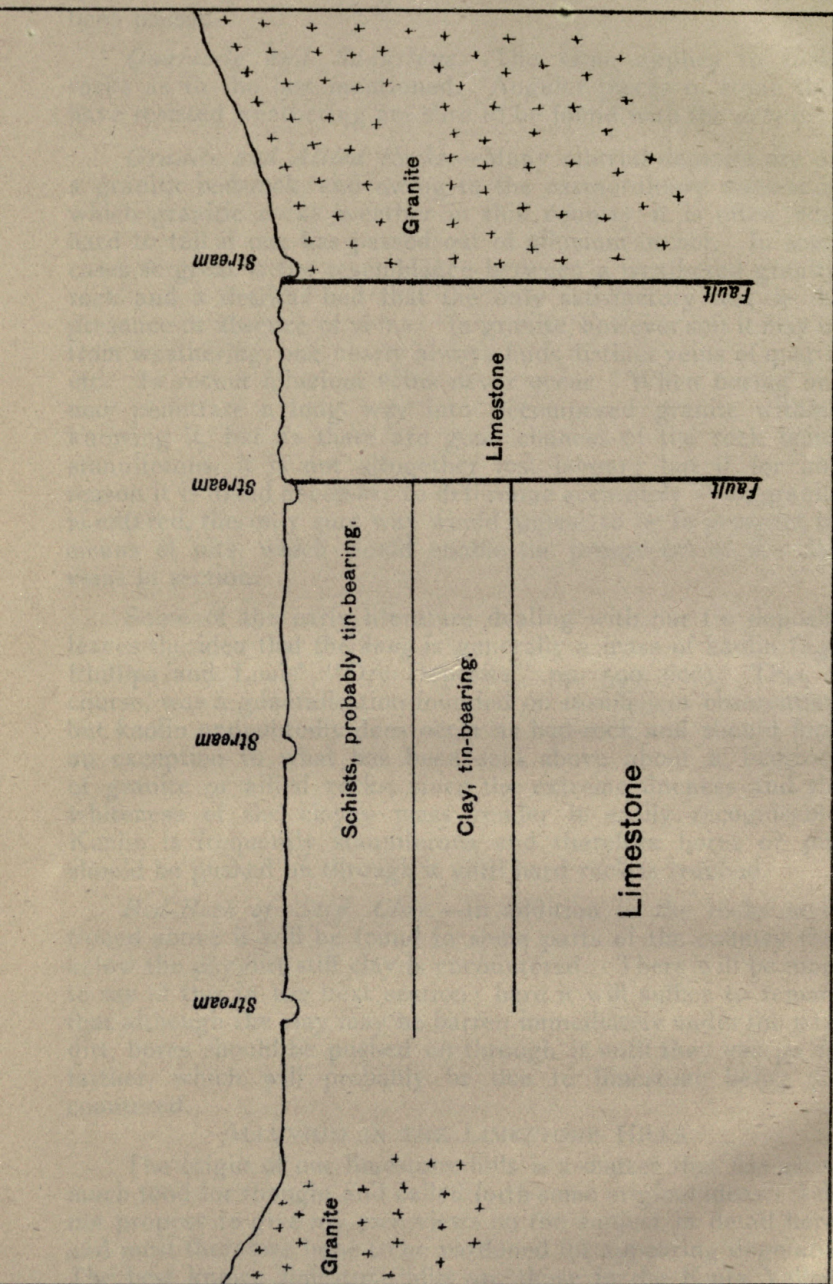 Stream
Stream
Stream
Stream
Granite
Schists, probably tin-bearing.
Granite
Clay, tin-bearing.
Limestone
Limestone
Fault
Fault